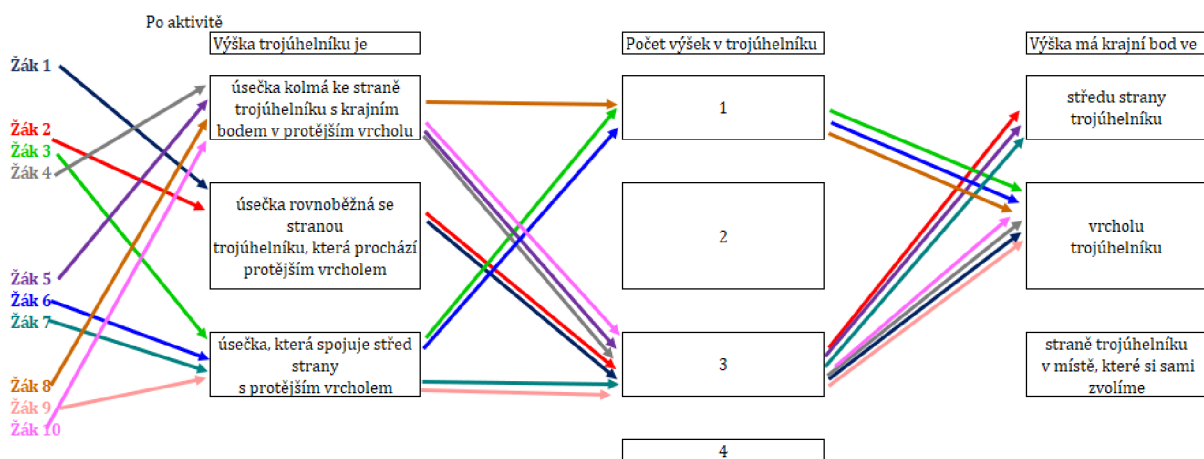 Po aktivitě
Výška trojúhelníku je
Počet výšek v trojúhelníku
Výška má krajní bod ve
Žák 1
Žák 2
Žák 3
Žák 4
Žák 5
Žák 6
Žák 7
Žák 8
Žák 9
Žák 10
úsečka kolmá ke straně
trojúhelníku s krajním
bodem v protějším vrcholu
úsečka rovnoběžná se
stranou
trojúhelníku, která prochází
protějším vrcholem
úsečka, která spojuje střed
strany
s protějším vrcholem
1
2
3
4
středu strany
trojúhelníku
vrcholu
trojúhelníku
straně trojúhelníku
v místě, které si sami
zvolíme